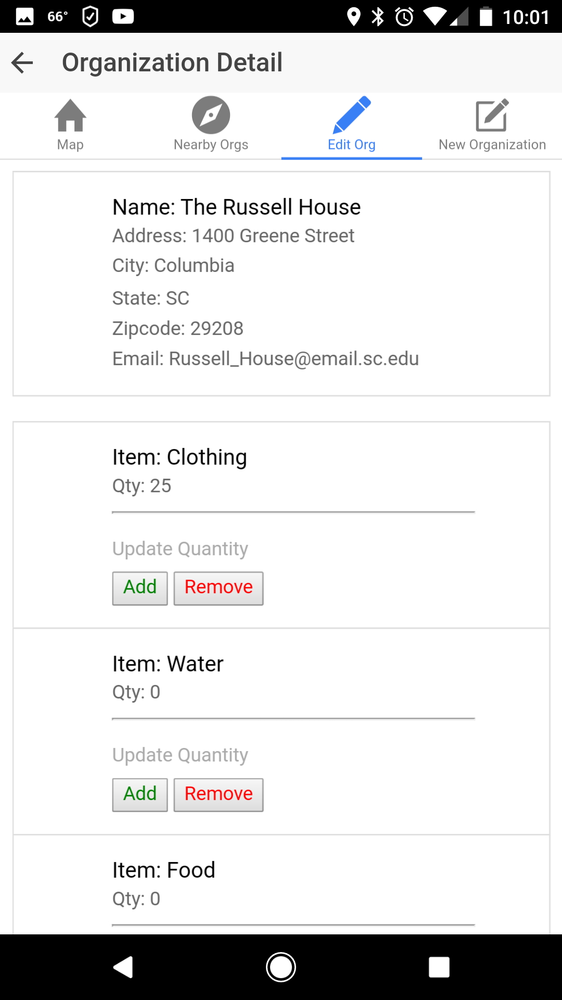 66° 10:01
Organization Detail
Map Nearby Orgs Edit Org New Organization
Name: The Russell House
Address: 1400 Greene Street
City: Columbia
State: SC
Zipcode: 29208
Email: Russell_House@email.sc.edu
Item: Clothing
Qty: 25
Update Quantity
Add Remove
Item: Water
Qty: 0
Update Quantity
Add Remove
Item: Food
Qty: 0